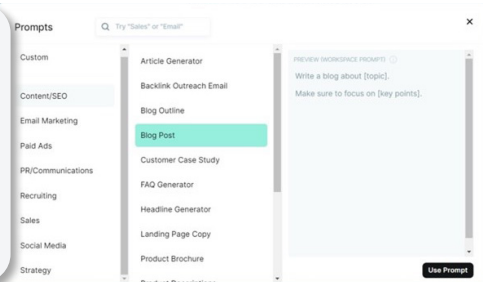 Prompts
Try "Sales" or "Email"
Custom
Content/SEO
Email Marketing
Paid Ads
PR/Communications
Recruiting
Sales
Social Media
Strategy
Article Generator
Backlink Outreach Email
Blog Outline
Blog Post
Customer Case Study
FAQ Generator
Headline Generator
Landing Page Copy
Product Brochure
Product Descriptions
PREVIEW (WORKSPACE PROMPT)
Write a blog about [topic].
Make sure to focus on [key points].
Use Prompt